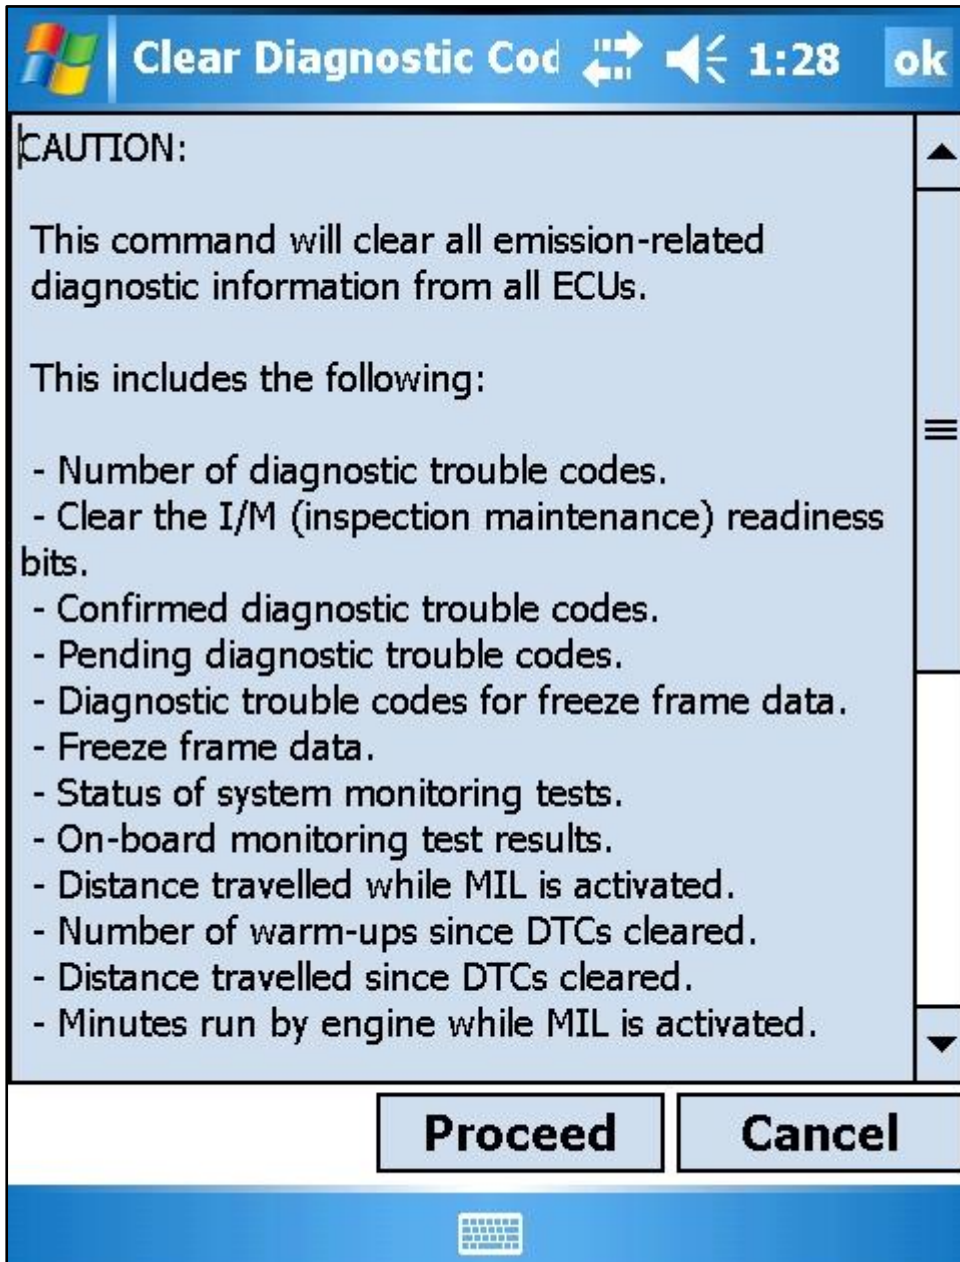 Clear Diagnostic Cod 1:28 ok
CAUTION:
This command will clear all emission-related
diagnostic information from all ECUs.
This includes the following:
- Number of diagnostic trouble codes.
- Clear the I/M (inspection maintenance) readiness
bits.
- Confirmed diagnostic trouble codes.
- Pending diagnostic trouble codes.
- Diagnostic trouble codes for freeze frame data.
- Freeze frame data.
- Status of system monitoring tests.
- On-board monitoring test results.
- Distance travelled while MIL is activated.
- Number of warm-ups since DTCs cleared.
- Distance travelled since DTCs cleared.
- Minutes run by engine while MIL is activated.
Proceed Cancel